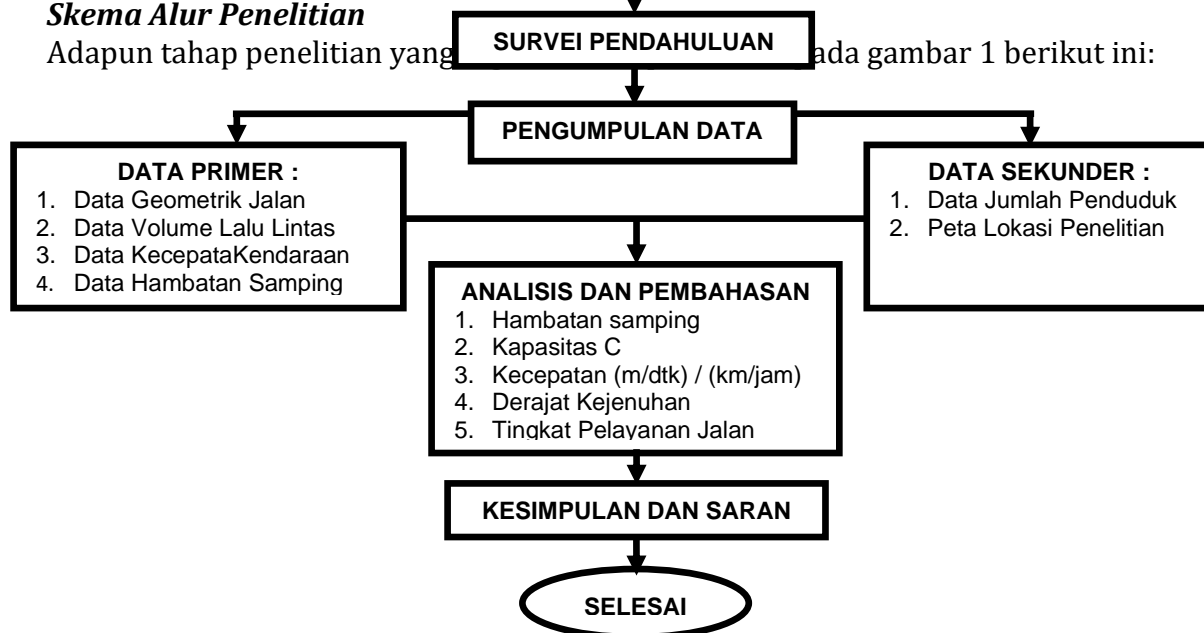 Skema Alur Penelitian
SURVEI PENDAHULUAN
Adapun tahap penelitian yang ada gambar 1 berikut ini:
PENGUMPULAN DATA
DATA PRIMER :
1. Data Geometrik Jalan
2. Data Volume Lalu Lintas
3. Data KecepataKendaraan
4. Data Hambatan Samping
DATA SEKUNDER :
1. Data Jumlah Penduduk
2. Peta Lokasi Penelitian
ANALISIS DAN PEMBAHASAN
1. Hambatan samping
2. Kapasitas C
3. Kecepatan (m/dtk) / (km/jam)
4. Derajat Kejenuhan
5. Tingkat Pelayanan Jalan
KESIMPULAN DAN SARAN
SELESAI